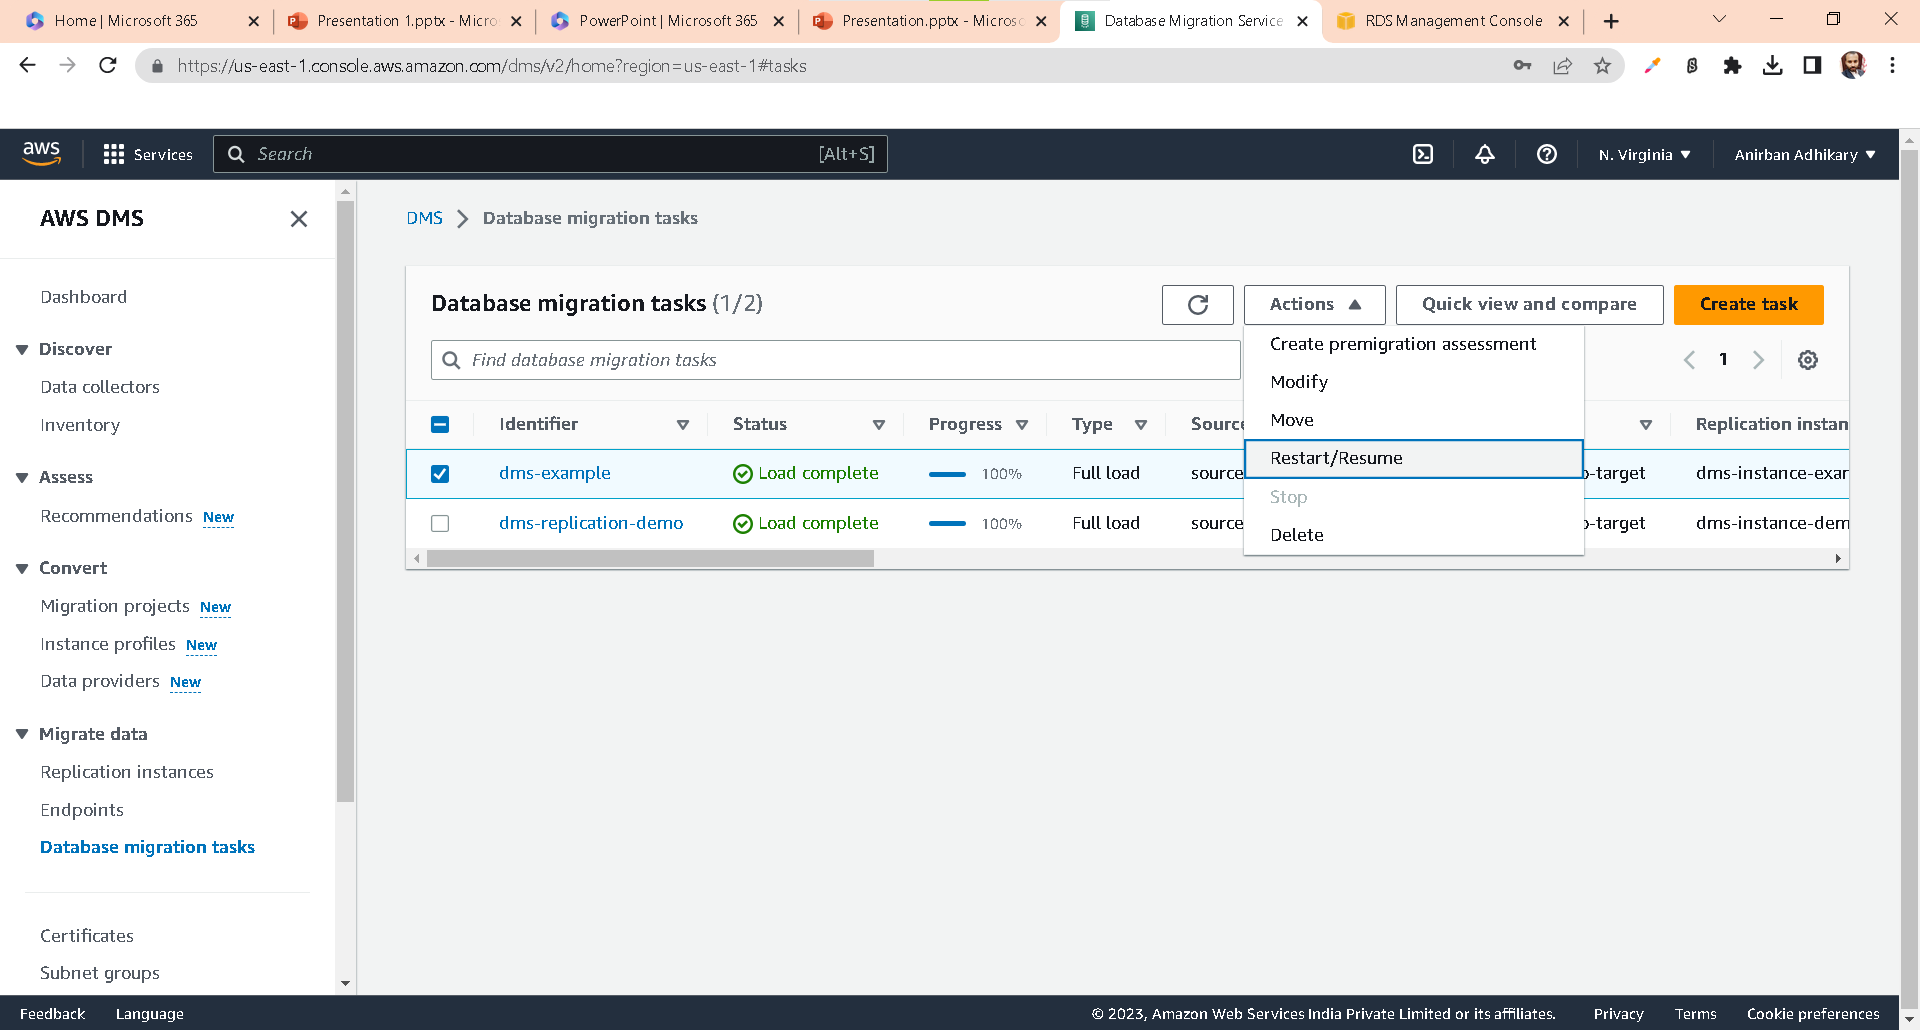 Home | Microsoft 365
Presentation 1.pptx - Micro
PowerPoint | Microsoft 365
Presentation.pptx - Microsc
Database Migration Service
RDS Management Console
https://us-east-1.console.aws.amazon.com/dms/v2/home?region=us-east-1#tasks
aws
Services
Search
[Alt+S]
N. Virginia
Anirban Adhikary
AWS DMS
Dashboard
Discover
Data collectors
Inventory
Assess
Recommendations New
Convert
Migration projects New
Instance profiles New
Data providers New
Migrate data
Replication instances
Endpoints
Database migration tasks
Certificates
Subnet groups
DMS
Database migration tasks
Database migration tasks (1/2)
Actions
Quick view and compare
Create task
Find database migration tasks
1
Create premigration assessment
Modify
Move
Restart/Resume
Stop
Delete
Identifier Status Progress Type Source Replication instan
dms-example Load complete 100% Full load source o-target dms-instance-exar
dms-replication-demo Load complete 100% Full load source o-target dms-instance-dem
Feedback
Language
© 2023, Amazon Web Services India Private Limited or its affiliates.
Privacy
Terms
Cookie preferences